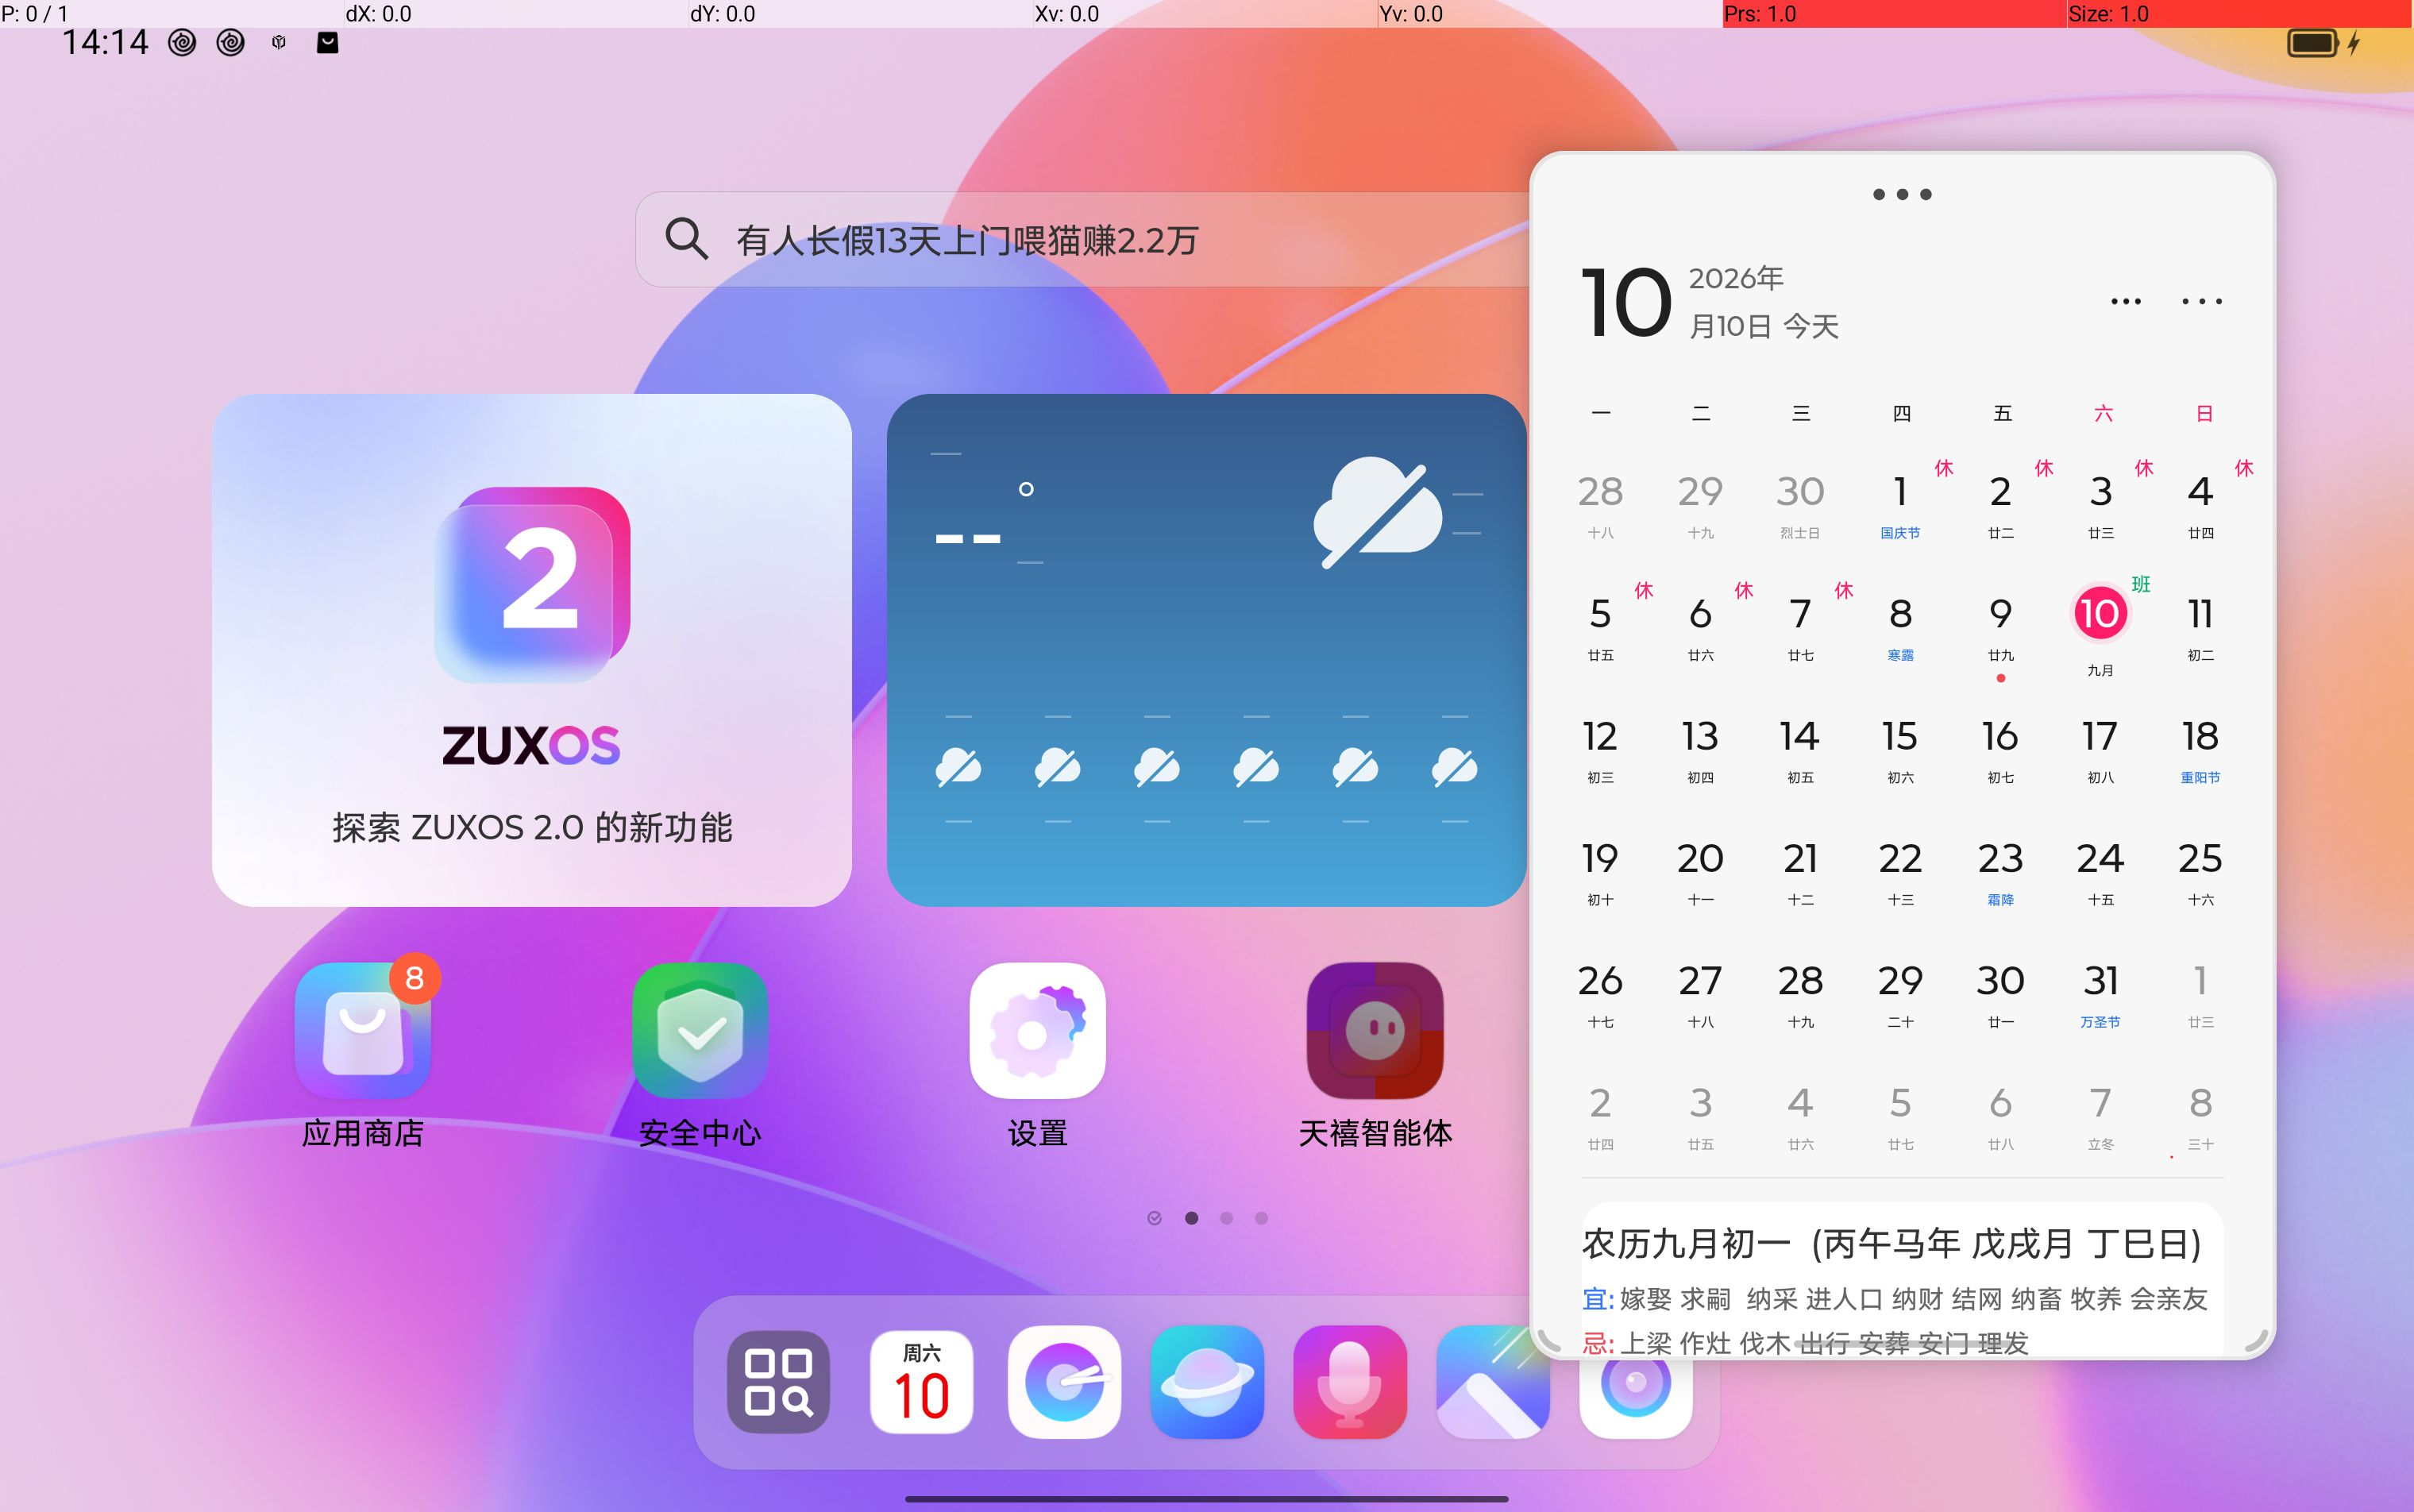 P: 0 / 1 dX: 0.0 dY: 0.0 Xv: 0.0 Yv: 0.0 Prs: 1.0 Size: 1.0
14:14
有人长假13天上门喂猫赚2.2万
2
ZUXOS
探索 ZUXOS 2.0 的新功能
-- °
8
应用商店 安全中心 设置 天禧智能体
周六
10
10 2026年
月10日 今天
一 二 三 四 五 六 日
28 29 30 1 休 2 休 3 休 4 休
十八 十九 烈士日 国庆节 廿二 廿三 廿四
5 休 6 休 7 休 8 9 10 班 11
廿五 廿六 廿七 寒露 廿九 九月 初二
12 13 14 15 16 17 18
初三 初四 初五 初六 初七 初八 重阳节
19 20 21 22 23 24 25
初十 十一 十二 十三 霜降 十五 十六
26 27 28 29 30 31 1
十七 十八 十九 二十 廿一 万圣节 廿三
2 3 4 5 6 7 8
廿四 廿五 廿六 廿七 廿八 立冬 三十
农历九月初一 (丙午马年 戊戌月 丁巳日)
宜: 嫁娶 求嗣 纳采 进人口 纳财 结网 纳畜 牧养 会亲友
忌: 上梁 作灶 伐木 出行 安葬 安门 理发